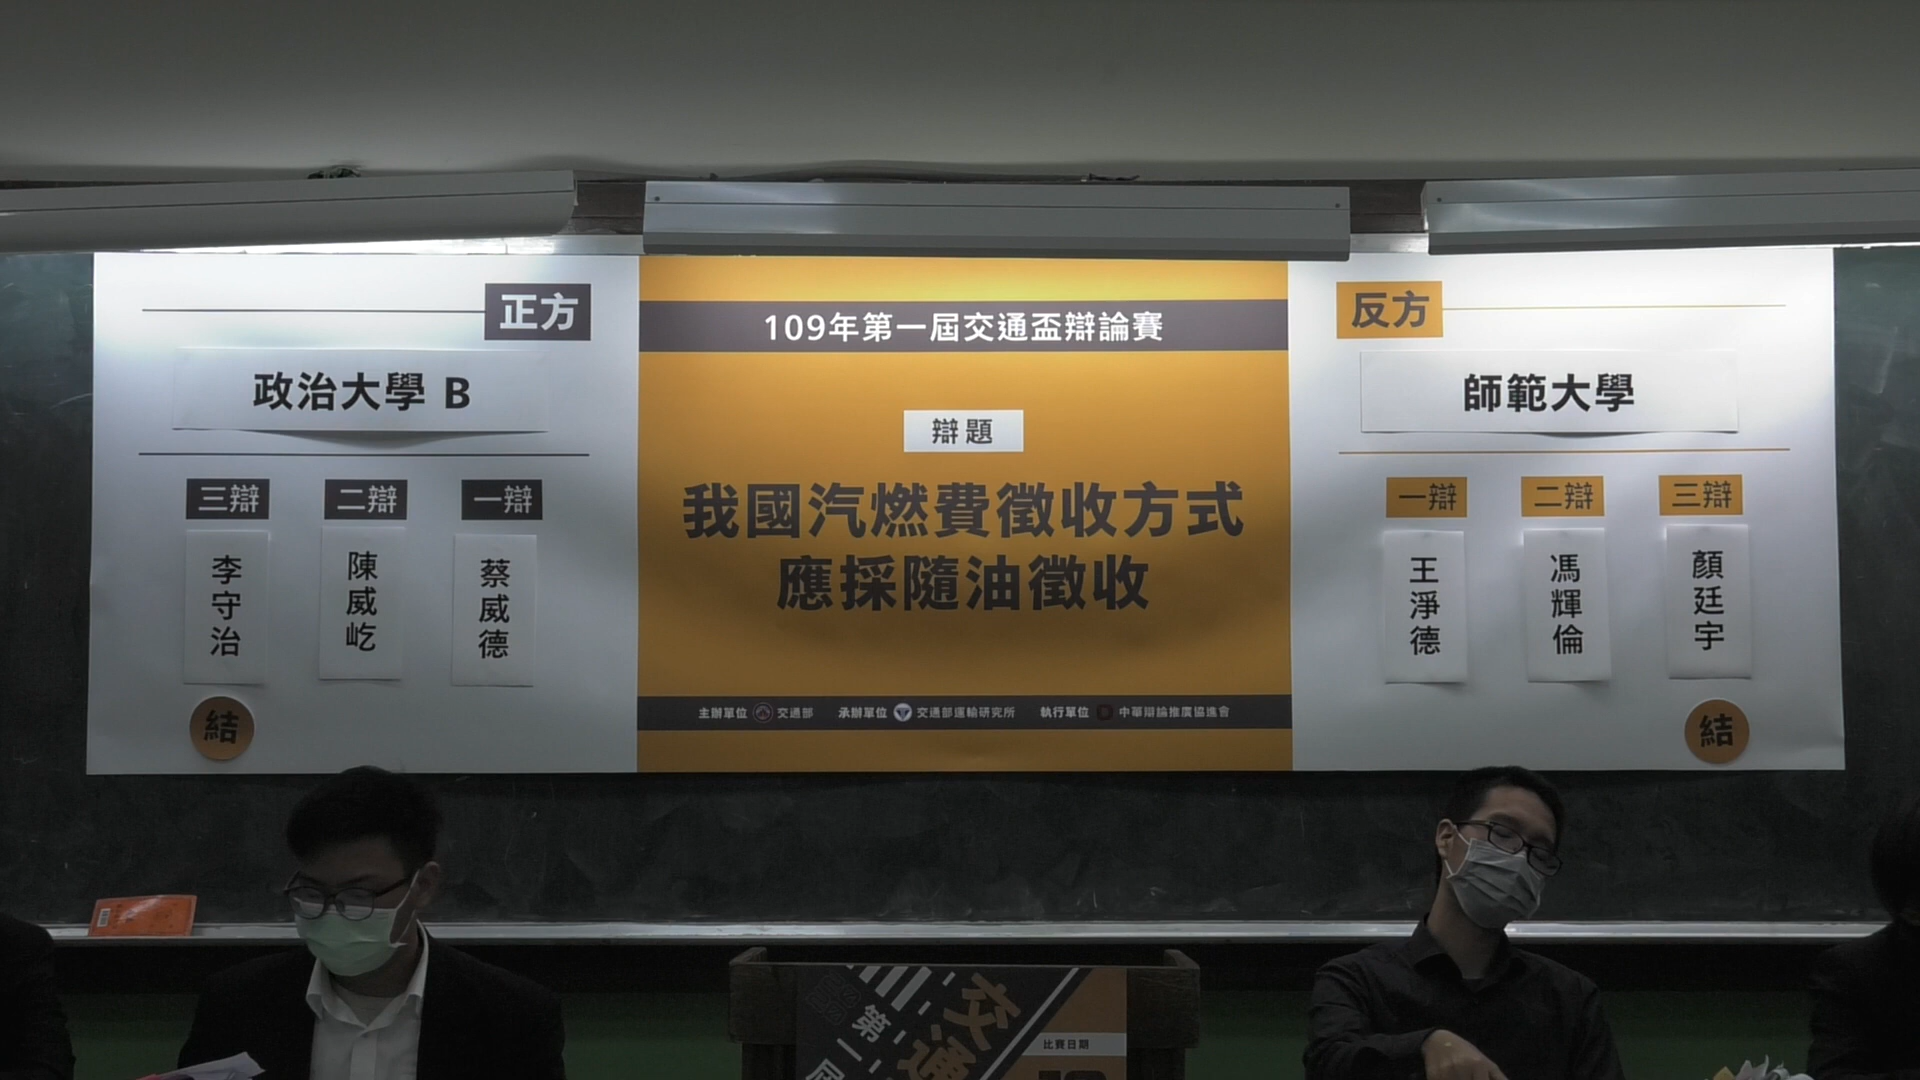 正方
政治大學 B
三辯 二辯 一辯
李守治
陳威屹
蔡威德
結
109年第一屆交通盃辯論賽
辯題
我國汽燃費徵收方式
應採隨油徵收
主辦單位 交通部 承辦單位 交通部運輸研究所 執行單位 中華辯論推廣協進會
反方
師範大學
一辯 二辯 三辯
王淨德
馮輝倫
顏廷宇
結
交通
第一屆
比賽日期